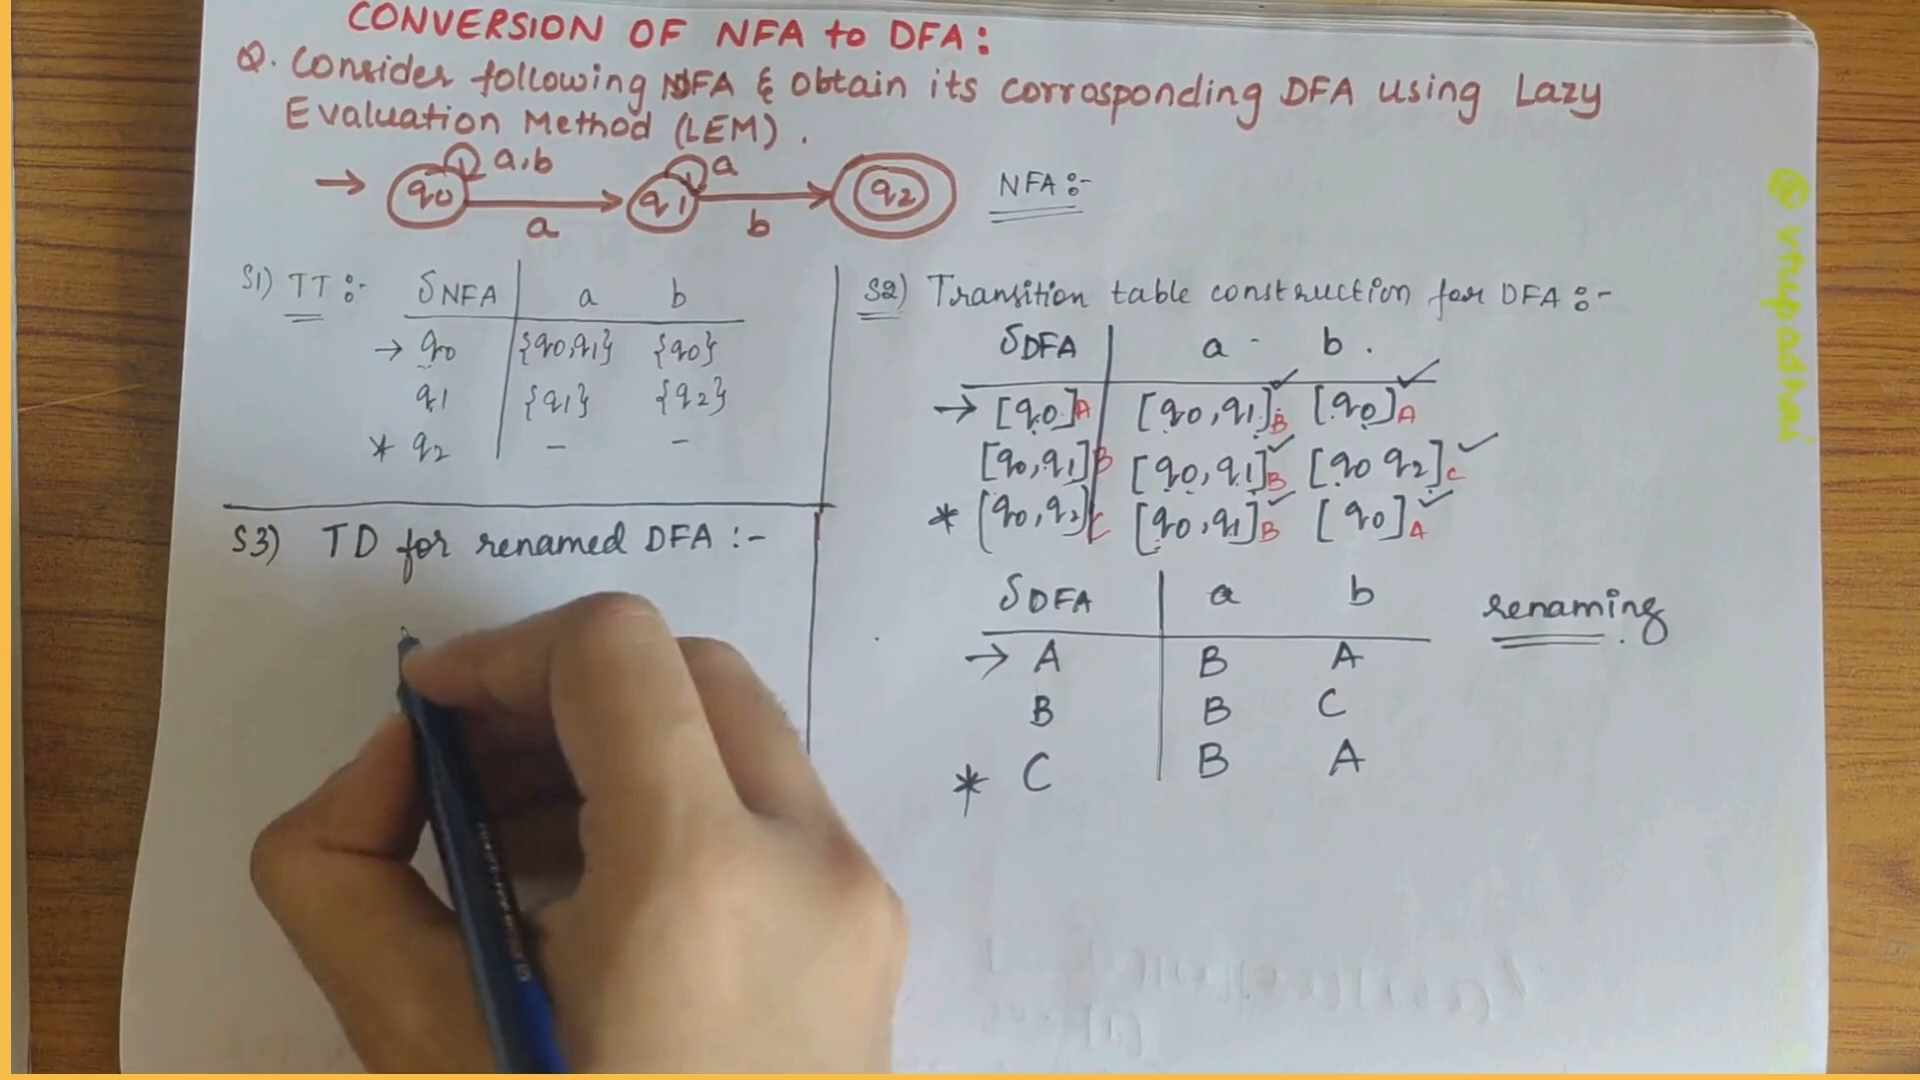 CONVERSION OF NFA to DFA:
Q. Consider following NFA & obtain its corrosponding DFA using Lazy
Evaluation Method (LEM).
a,b
a
→ q0
q1
q2
NFA:-
a
b
S1) TT:-
δNFA a b
→ q0 {q0,q1} {q0}
q1 {q1} {q2}
* q2 - -
S2) Transition table construction for DFA:-
δDFA a b
→ [q0]A [q0,q1]B ✓ [q0]A ✓
[q0,q1]B [q0,q1]B ✓ [q0 q2]C ✓
* [q0,q2]C [q0,q1]B ✓ [q0]A ✓
S3) TD for renamed DFA:-
δDFA a b
renaming
→ A B A
B B C
* C B A
@ vrupashai